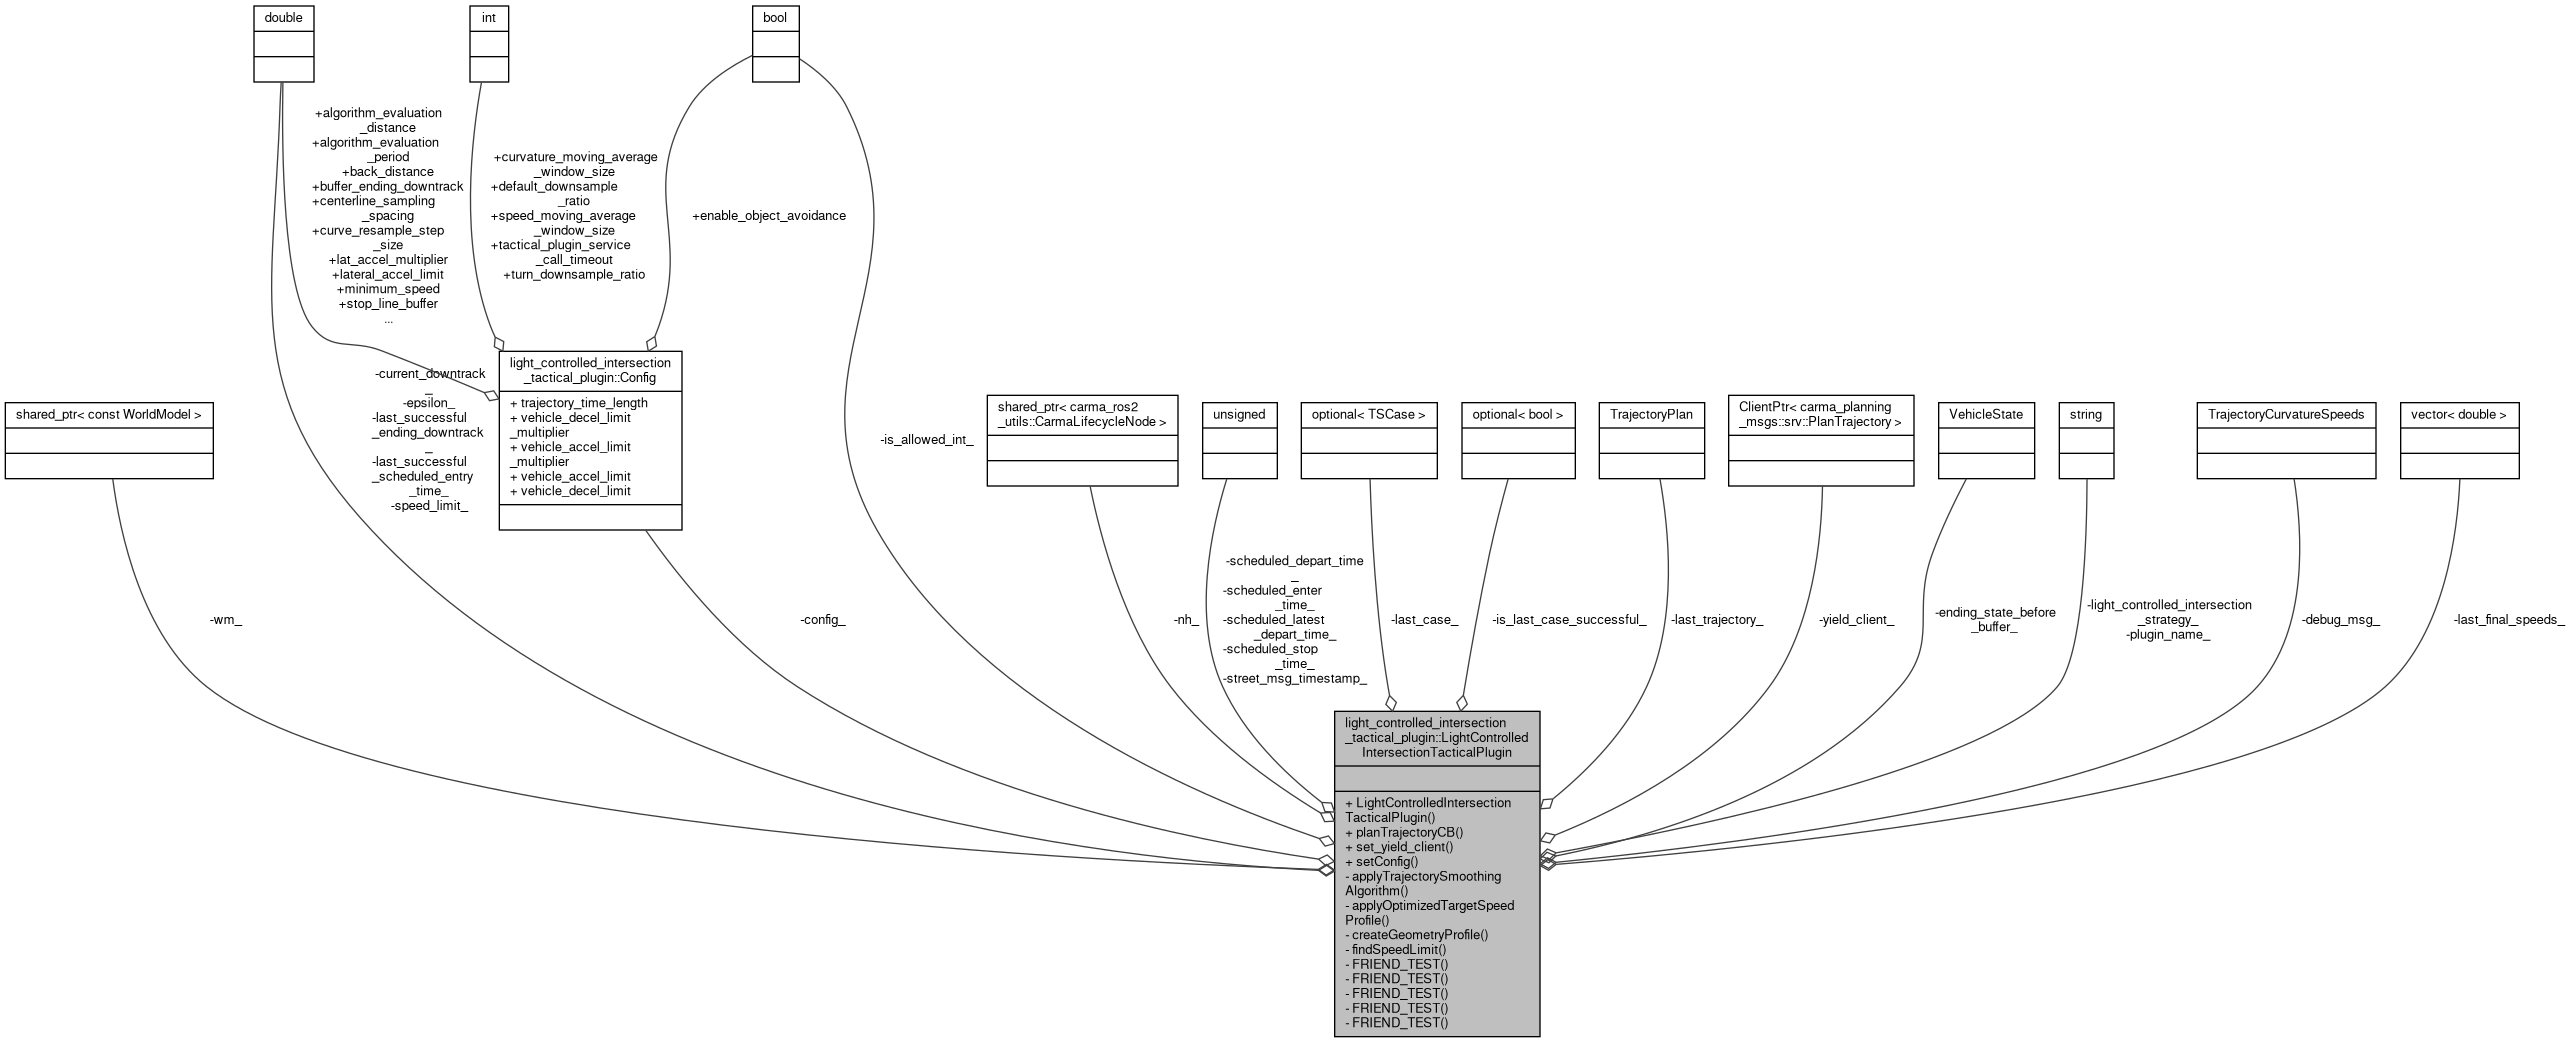 double
int
bool
+algorithm_evaluation
_distance
+algorithm_evaluation
_period
+back_distance
+buffer_ending_downtrack
+centerline_sampling
_spacing
+curve_resample_step
_size
+lat_accel_multiplier
+lateral_accel_limit
+minimum_speed
+stop_line_buffer
...
+curvature_moving_average
_window_size
+default_downsample
_ratio
+speed_moving_average
_window_size
+tactical_plugin_service
_call_timeout
+turn_downsample_ratio
+enable_object_avoidance
light_controlled_intersection
_tactical_plugin::Config
+ trajectory_time_length
+ vehicle_decel_limit
_multiplier
+ vehicle_accel_limit
_multiplier
+ vehicle_accel_limit
+ vehicle_decel_limit
-current_downtrack
_
-epsilon_
-last_successful
_ending_downtrack
_
-last_successful
_scheduled_entry
_time_
-speed_limit_
shared_ptr< const WorldModel >
-is_allowed_int_
shared_ptr< carma_ros2
_utils::CarmaLifecycleNode >
unsigned
optional< TSCase >
optional< bool >
TrajectoryPlan
ClientPtr< carma_planning
_msgs::srv::PlanTrajectory >
VehicleState
string
TrajectoryCurvatureSpeeds
vector< double >
-wm_
-config_
-nh_
-scheduled_depart_time
_
-scheduled_enter
_time_
-scheduled_latest
_depart_time_
-scheduled_stop
_time_
-street_msg_timestamp_
-last_case_
-is_last_case_successful_
-last_trajectory_
-yield_client_
-ending_state_before
_buffer_
-light_controlled_intersection
_strategy_
-plugin_name_
-debug_msg_
-last_final_speeds_
light_controlled_intersection
_tactical_plugin::LightControlled
IntersectionTacticalPlugin
+ LightControlledIntersection
TacticalPlugin()
+ planTrajectoryCB()
+ set_yield_client()
+ setConfig()
- applyTrajectorySmoothing
Algorithm()
- applyOptimizedTargetSpeed
Profile()
- createGeometryProfile()
- findSpeedLimit()
- FRIEND_TEST()
- FRIEND_TEST()
- FRIEND_TEST()
- FRIEND_TEST()
- FRIEND_TEST()